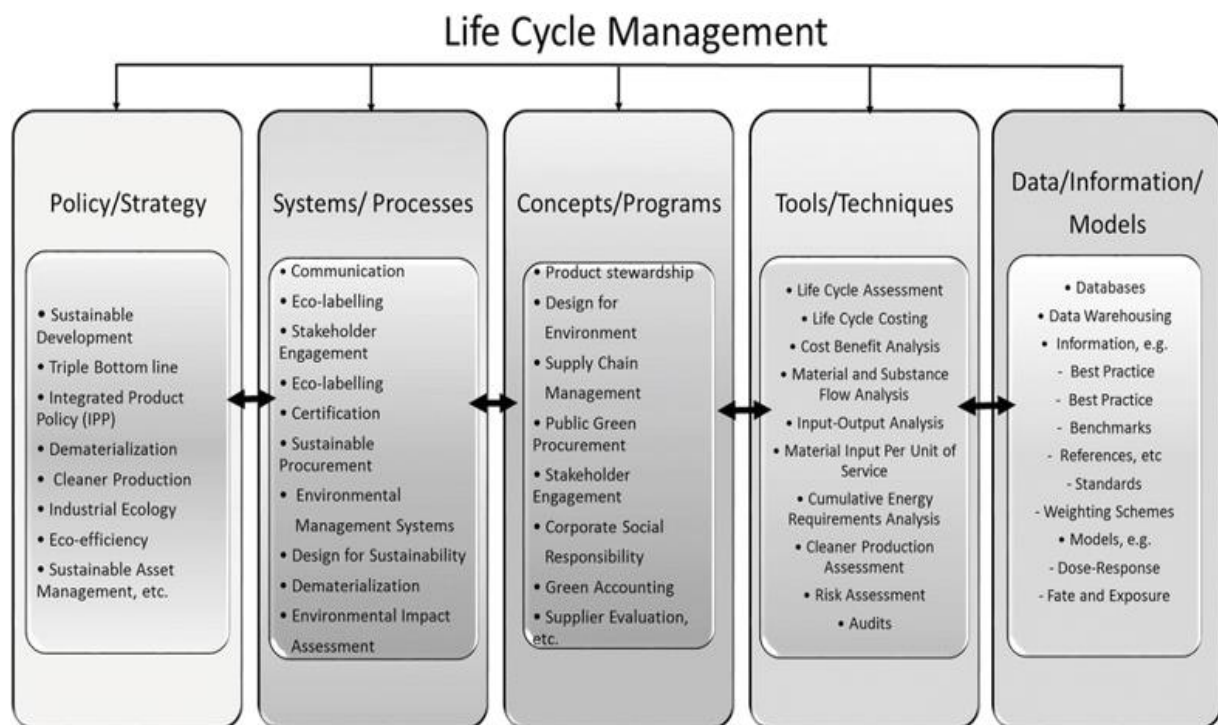 Life Cycle Management
Policy/Strategy
• Sustainable
Development
• Triple Bottom line
• Integrated Product
Policy (IPP)
• Dematerialization
• Cleaner Production
• Industrial Ecology
• Eco-efficiency
• Sustainable Asset
Management, etc.
Systems/ Processes
• Communication
• Eco-labelling
• Stakeholder
Engagement
• Eco-labelling
• Certification
• Sustainable
Procurement
• Environmental
Management Systems
• Design for Sustainability
• Dematerialization
• Environmental Impact
Assessment
Concepts/Programs
• Product stewardship
• Design for
Environment
• Supply Chain
Management
• Public Green
Procurement
• Stakeholder
Engagement
• Corporate Social
Responsibility
• Green Accounting
• Supplier Evaluation,
etc.
Tools/Techniques
• Life Cycle Assessment
• Life Cycle Costing
• Cost Benefit Analysis
• Material and Substance
Flow Analysis
• Input-Output Analysis
• Material Input Per Unit of
Service
• Cumulative Energy
Requirements Analysis
• Cleaner Production
Assessment
• Risk Assessment
• Audits
Data/Information/
Models
• Databases
• Data Warehousing
• Information, e.g.
- Best Practice
- Best Practice
- Benchmarks
- References, etc
- Standards
- Weighting Schemes
• Models, e.g.
- Dose-Response
- Fate and Exposure